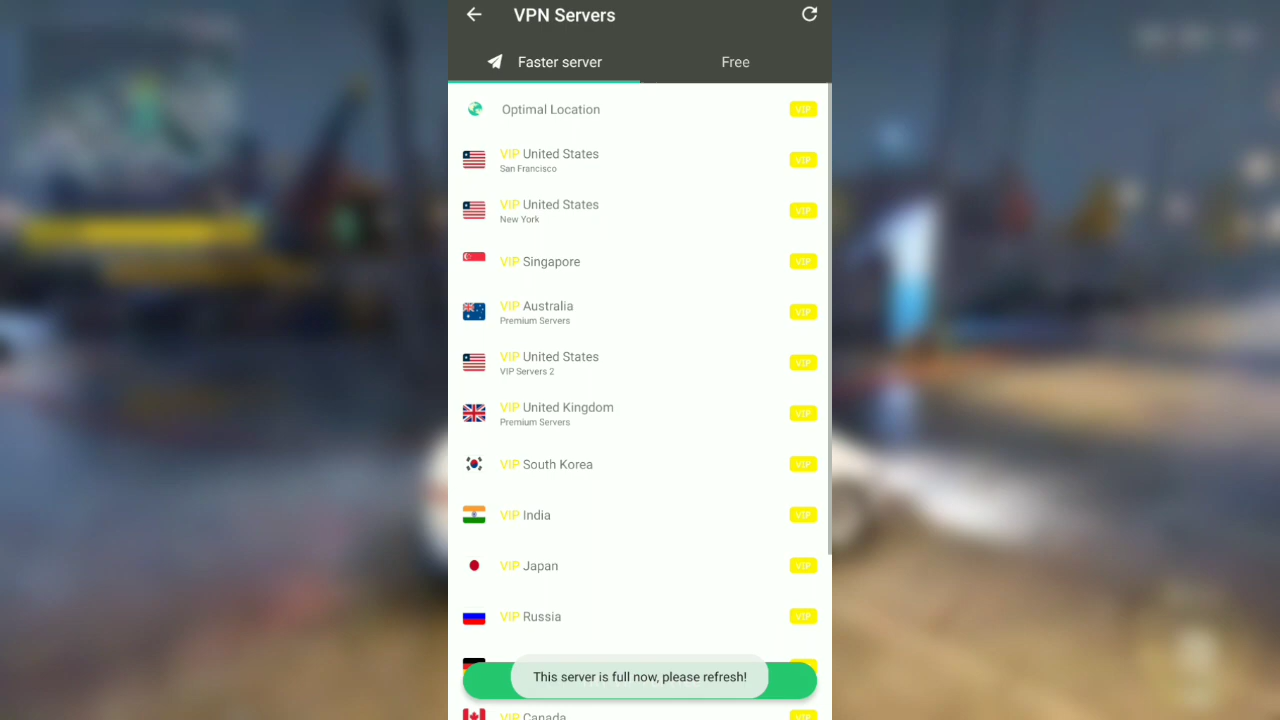 VPN Servers
Faster server
Free
Optimal Location
VIP
VIP United States
San Francisco
VIP
VIP United States
New York
VIP
VIP Singapore
VIP
VIP Australia
Premium Servers
VIP
VIP United States
VIP Servers 2
VIP
VIP United Kingdom
Premium Servers
VIP
VIP South Korea
VIP
VIP India
VIP
VIP Japan
VIP
VIP Russia
VIP
This server is full now, please refresh!
VIP Canada
VIP